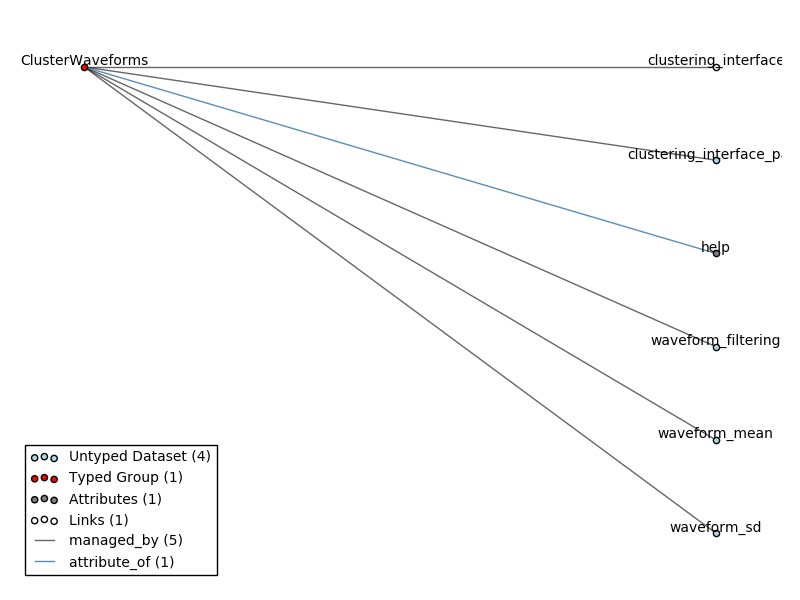 ClusterWaveforms
clustering_interface
clustering_interface_p
help
waveform_filtering
waveform_mean
waveform_sd
Untyped Dataset (4)
Typed Group (1)
Attributes (1)
Links (1)
managed_by (5)
attribute_of (1)